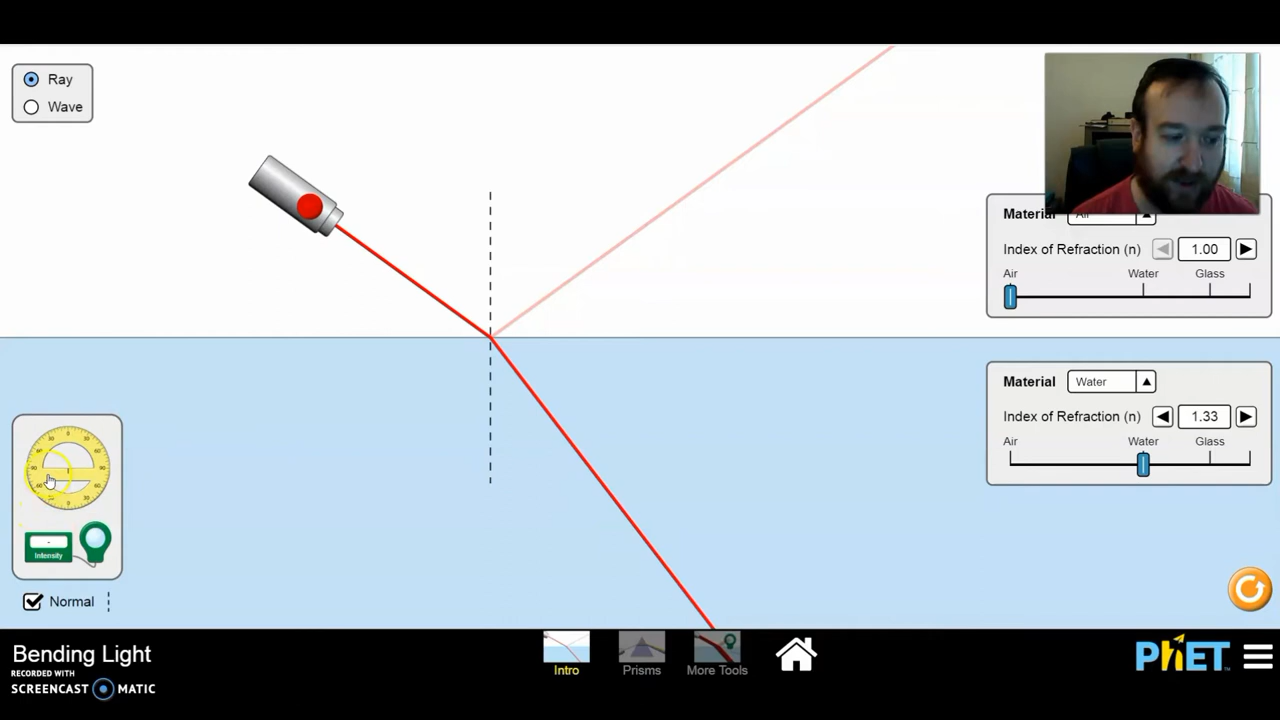 Ray
Wave
Material
Index of Refraction (n) 1.00
Air Water Glass
Material Water
Index of Refraction (n) 1.33
Air Water Glass
Intensity
Normal
Bending Light
RECORDED WITH
SCREENCAST MATIC
Intro
Prisms
More Tools
PhET